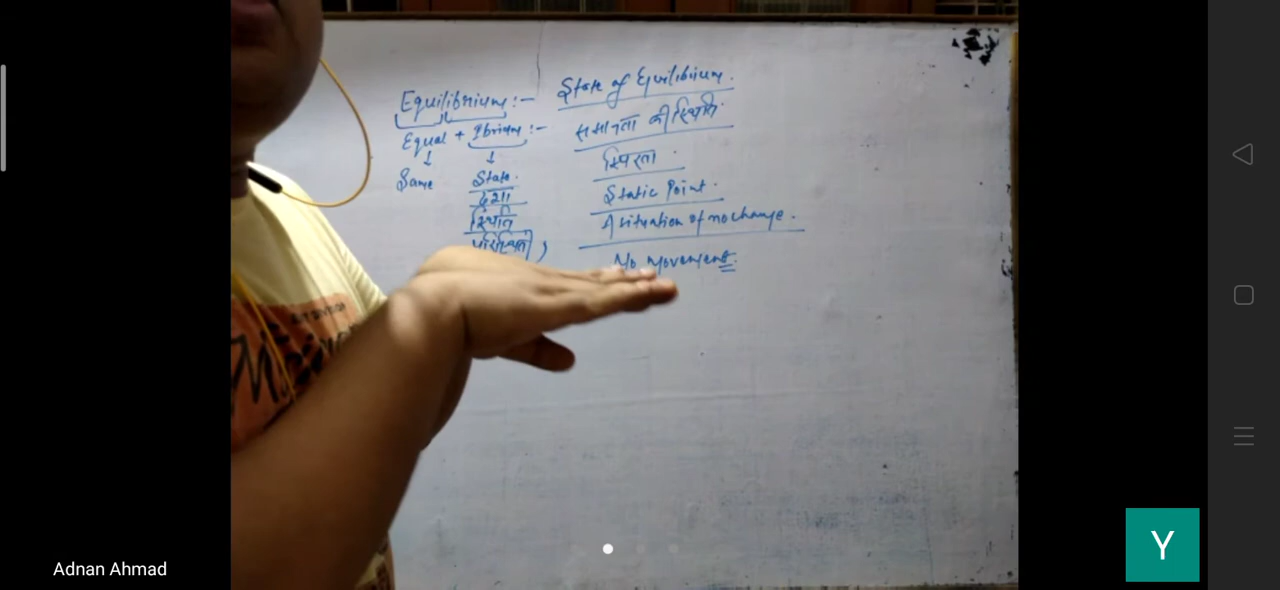 Equilibrium :-
Equal + Ibrium :-
↓ ↓
Same State.
दशा
स्थिति
परिस्थिति,
State of Equilibrium.
समानता की स्थिति
स्थिरता.
Static Point.
A situation of no change.
No Movement.
Adnan Ahmad
Y